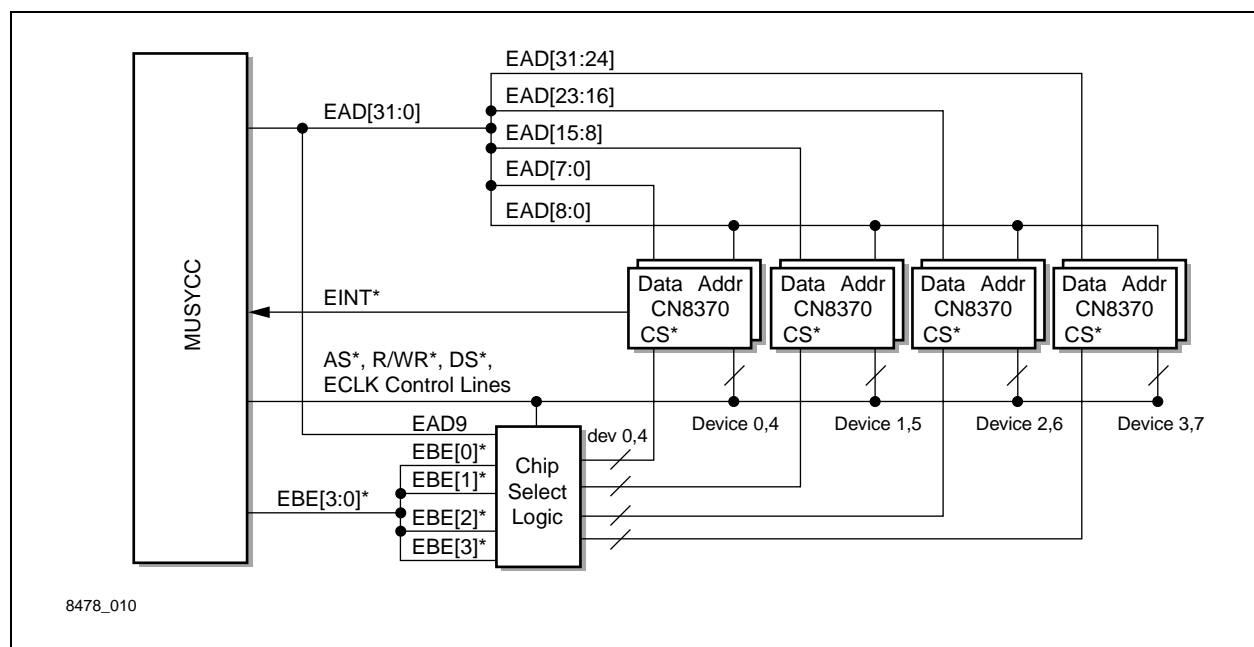 EAD[31:24]
EAD[23:16]
EAD[31:0]
EAD[15:8]
EAD[7:0]
EAD[8:0]
MUSYCC
Data Addr
CN8370
CS*
Data Addr
CN8370
CS*
Data Addr
CN8370
CS*
Data Addr
CN8370
CS*
EINT*
AS*, R/WR*, DS*,
ECLK Control Lines
Device 0,4
Device 1,5
Device 2,6
Device 3,7
EAD9
dev 0,4
EBE[0]*
EBE[1]*
EBE[3:0]*
EBE[2]*
EBE[3]*
Chip
Select
Logic
8478_010